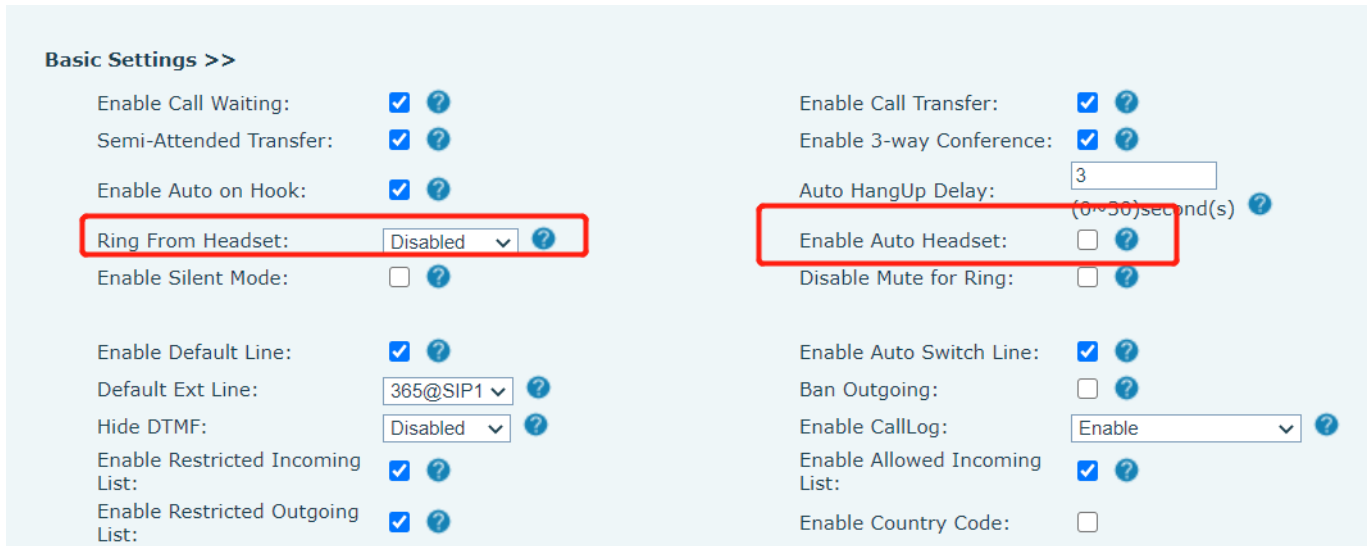 Basic Settings >>
Enable Call Waiting: ?
Enable Call Transfer: ?
Semi-Attended Transfer: ?
Enable 3-way Conference: ?
Enable Auto on Hook: ?
Auto HangUp Delay: 3
(0~30)second(s) ?
Ring From Headset: Disabled ?
Enable Auto Headset: ?
Enable Silent Mode: ?
Disable Mute for Ring: ?
Enable Default Line: ?
Enable Auto Switch Line: ?
Default Ext Line: 365@SIP1 ?
Ban Outgoing: ?
Hide DTMF: Disabled ?
Enable CallLog: Enable ?
Enable Restricted Incoming
List: ?
Enable Allowed Incoming
List: ?
Enable Restricted Outgoing
List: ?
Enable Country Code: